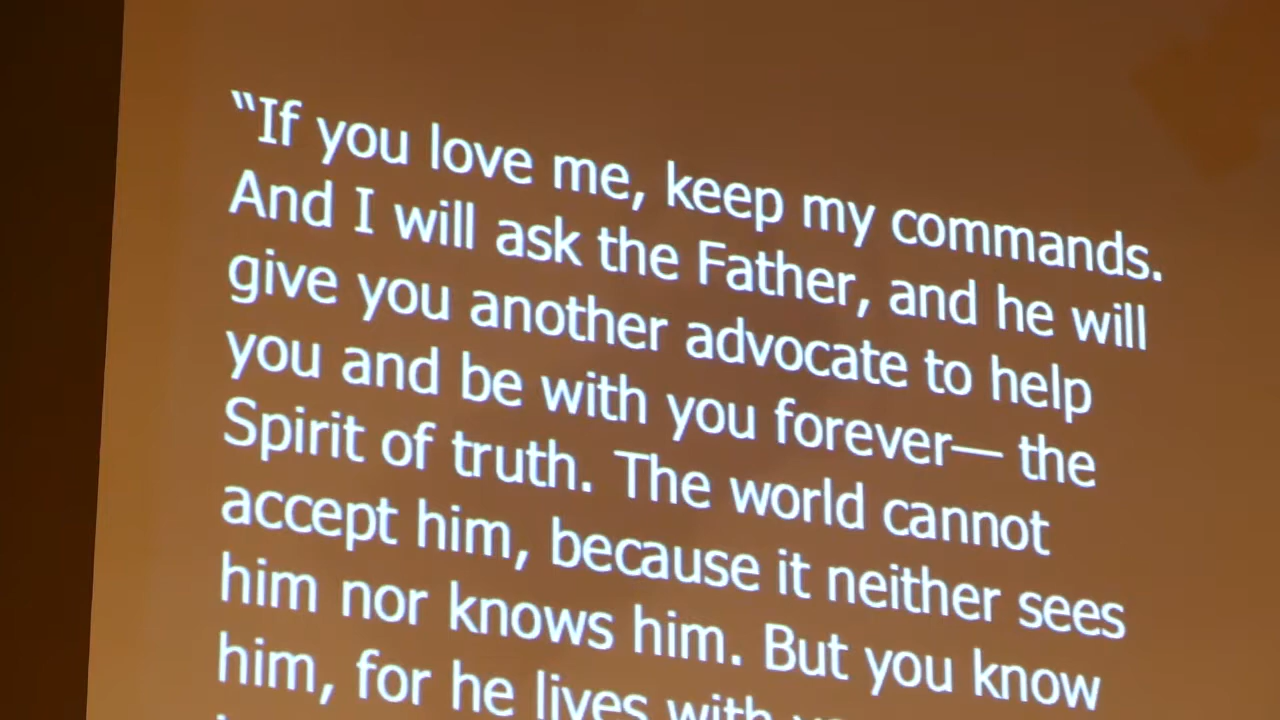 “If you love me, keep my commands.
And I will ask the Father, and he will
give you another advocate to help
you and be with you forever— the
Spirit of truth. The world cannot
accept him, because it neither sees
him nor knows him. But you know
him, for he lives with